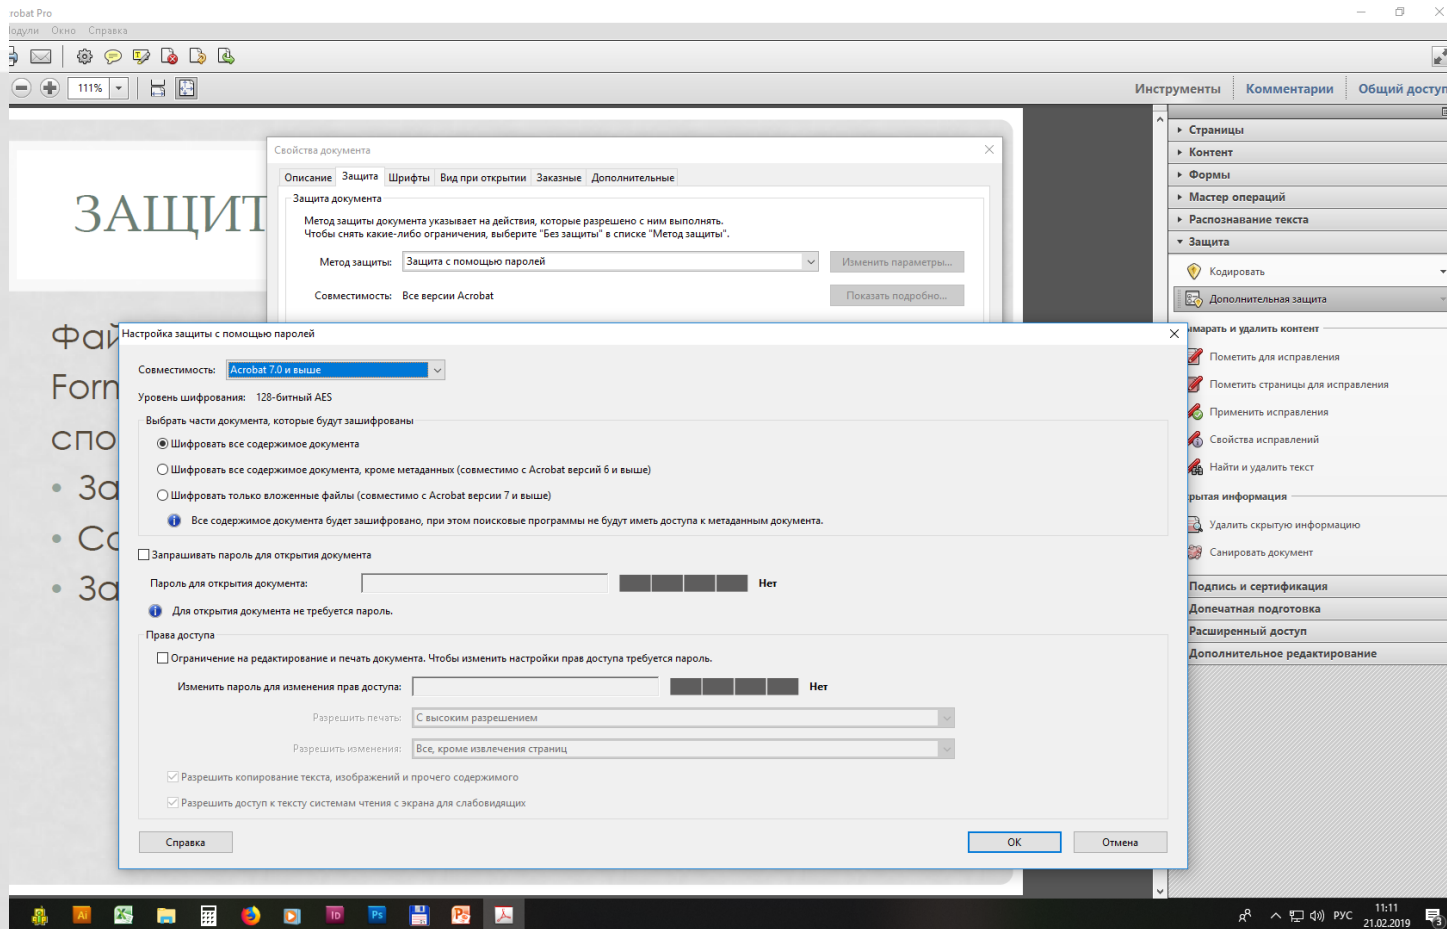 robat Pro
одули Окно Справка
111%
Инструменты Комментарии Общий доступ
Страницы
Контент
Формы
Мастер операций
Распознавание текста
Защита
Кодировать
Дополнительная защита
ымарать и удалить контент
Пометить для исправления
Пометить страницы для исправления
Применить исправления
Свойства исправлений
Найти и удалить текст
рытая информация
Удалить скрытую информацию
Санировать документ
Подпись и сертификация
Допечатная подготовка
Расширенный доступ
Дополнительное редактирование
ЗАЩИТ
Фай
Forn
спо
• За
• Со
• За
Свойства документа
Описание Защита Шрифты Вид при открытии Заказные Дополнительные
Защита документа
Метод защиты документа указывает на действия, которые разрешено с ним выполнять.
Чтобы снять какие-либо ограничения, выберите "Без защиты" в списке "Метод защиты".
Метод защиты: Защита с помощью паролей Изменить параметры...
Совместимость: Все версии Acrobat Показать подробно...
Настройка защиты с помощью паролей
Совместимость: Acrobat 7.0 и выше
Уровень шифрования: 128-битный AES
Выбрать части документа, которые будут зашифрованы
Шифровать все содержимое документа
Шифровать все содержимое документа, кроме метаданных (совместимо с Acrobat версий 6 и выше)
Шифровать только вложенные файлы (совместимо с Acrobat версии 7 и выше)
Все содержимое документа будет зашифровано, при этом поисковые программы не будут иметь доступа к метаданным документа.
Запрашивать пароль для открытия документа
Пароль для открытия документа: Нет
Для открытия документа не требуется пароль.
Права доступа
Ограничение на редактирование и печать документа. Чтобы изменить настройки прав доступа требуется пароль.
Изменить пароль для изменения прав доступа: Нет
Разрешить печать: С высоким разрешением
Разрешить изменения: Все, кроме извлечения страниц
Разрешить копирование текста, изображений и прочего содержимого
Разрешить доступ к тексту системам чтения с экрана для слабовидящих
Справка ОК Отмена
Ai Id Ps РУС 11:11
21.02.2019 3